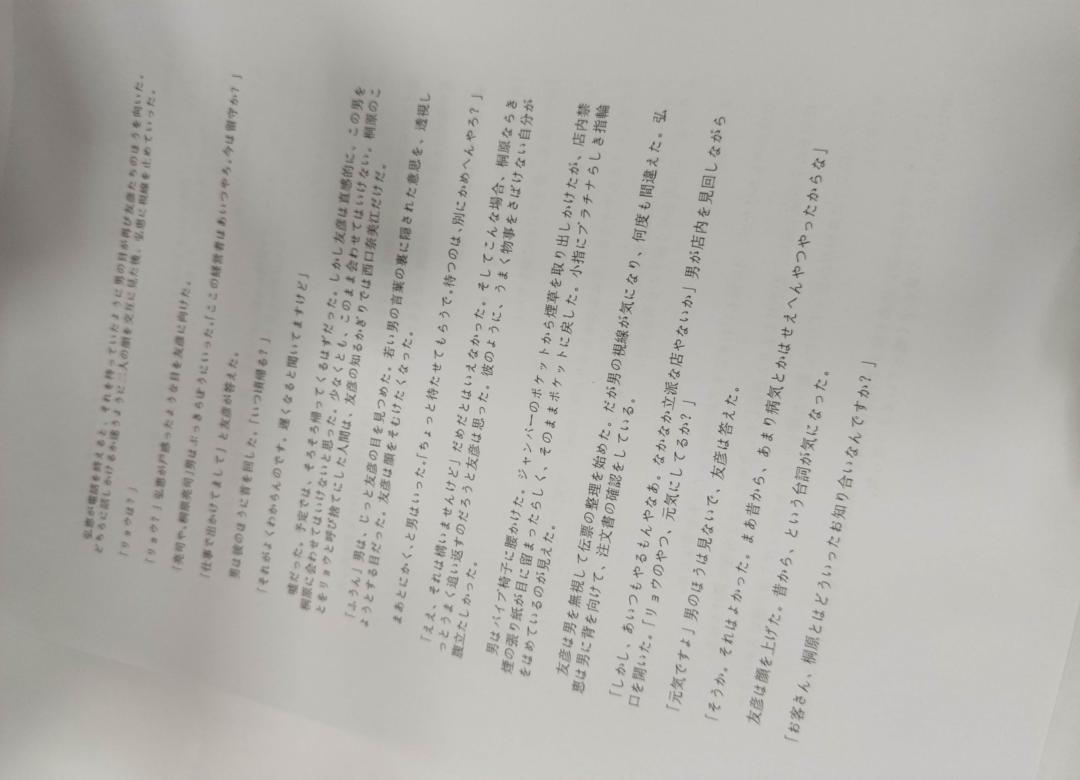 弘恵が電話を終えると、それを待っていたように男の目が再び友彦たちのほうを向いた。
どちらに話しかけるか迷うように二人の顔を交互に見た後、弘恵に視線を止めていった。
「リョウは？」
「リョウ？」弘恵が戸惑ったような目を友彦に向けた。
「亮司や、桐原亮司」男はぶっきらぼうにいった。「ここの経営者はあいつやろ。今は留守か？」
「仕事で出かけてまして」と友彦が答えた。
男は彼のほうに首を回した。「いつ頃帰る？」
「それがよくわからんのです。遅くなると聞いてますけど」
嘘だった。予定では、そろそろ帰ってくるはずだった。しかし友彦は直感的に、この男を
桐原に会わせてはいけないと思った。少なくとも、このまま会わせてはいけない。桐原のこ
とをリョウと呼び捨てにした人間は、友彦の知るかぎりでは西口奈美江だけだ。
「ふうん」男は、じっと友彦の目を見つめた。若い男の言葉の裏に隠された意思を、透視し
ようとする目だった。友彦は顔をそむけたくなった。
まあとにかく、と男はいった。「ちょっと待たせてもらうで。待つのは、別にかめへんやろ？」
「ええ、それは構いませんけど」だめだとはいえなかった。そしてこんな場合、桐原ならき
っとうまく追い返すのだろうと友彦は思った。彼のように、うまく物事をさばけない自分が
腹立たしかった。
男はパイプ椅子に腰かけた。ジャンパーのポケットから煙草を取り出しかけたが、店内禁
煙の張り紙が目に留まったらしく、そのままポケットに戻した。小指にプラチナらしき指輪
をはめているのが見えた。
友彦は男を無視して伝票の整理を始めた。だが男の視線が気になり、何度も間違えた。弘
恵は男に背を向けて、注文書の確認をしている。
「しかし、あいつもやるもんやなあ。なかなか立派な店やないか」男が店内を見回しながら
口を開いた。「リョウのやつ、元気にしてるか？」
「元気ですよ」男のほうは見ないで、友彦は答えた。
「そうか。それはよかった。まあ昔から、あまり病気とかはせえへんやつやったからな」
友彦は顔を上げた。昔から、という台詞が気になった。
「お客さん、桐原とはどういったお知り合いなんですか？」